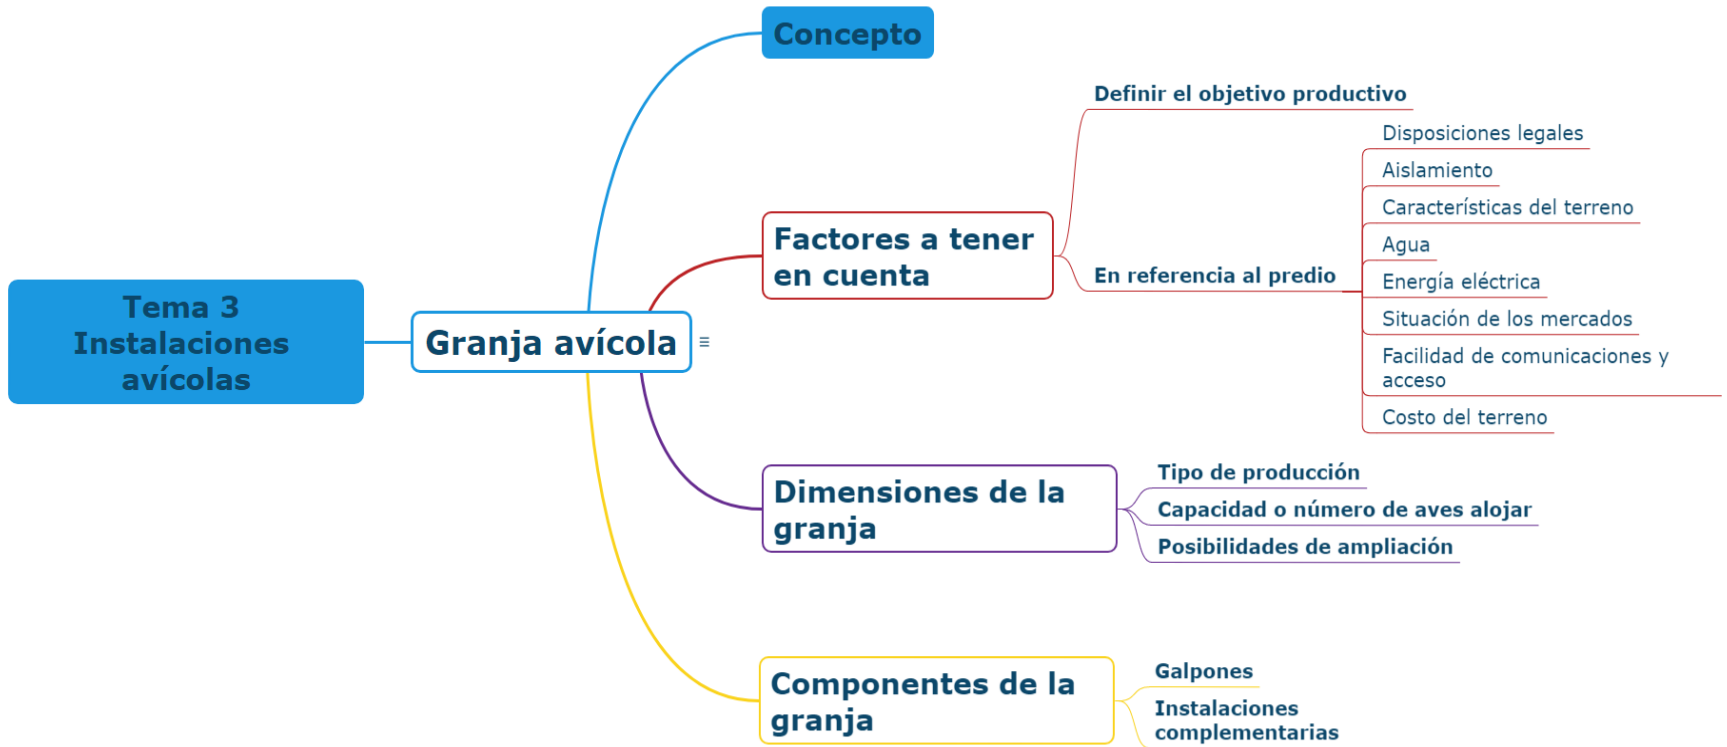 Tema 3
Instalaciones
avícolas
Granja avícola
Concepto
Factores a tener
en cuenta
Definir el objetivo productivo
En referencia al predio
Disposiciones legales
Aislamiento
Características del terreno
Agua
Energía eléctrica
Situación de los mercados
Facilidad de comunicaciones y
acceso
Costo del terreno
Dimensiones de la
granja
Tipo de producción
Capacidad o número de aves alojar
Posibilidades de ampliación
Componentes de la
granja
Galpones
Instalaciones
complementarias